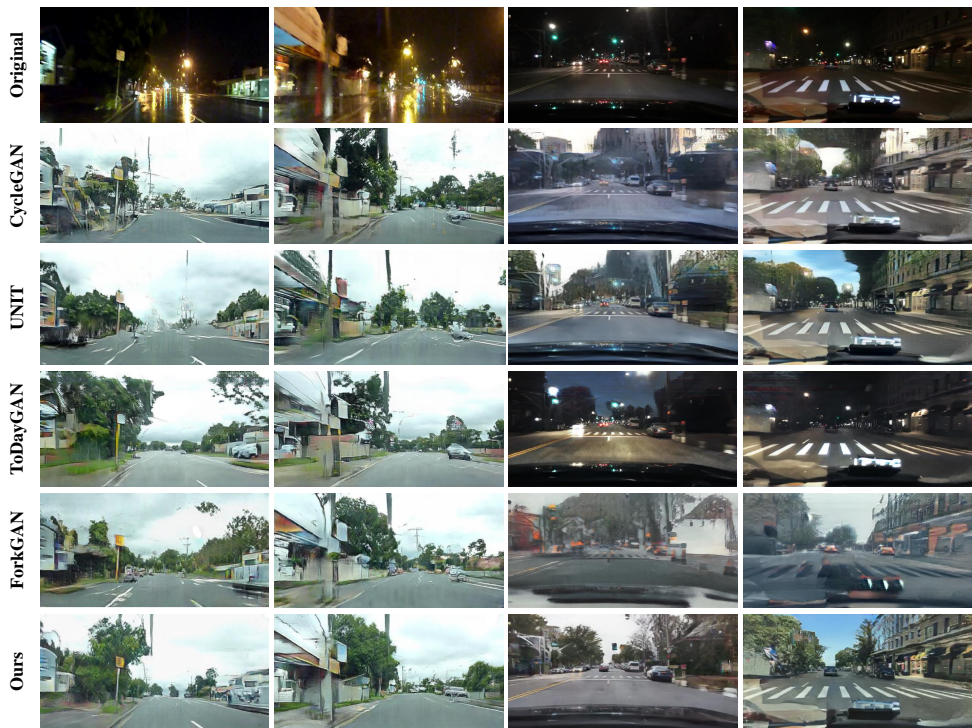 Original
CycleGAN
UNIT
ToDayGAN
ForkGAN
Ours